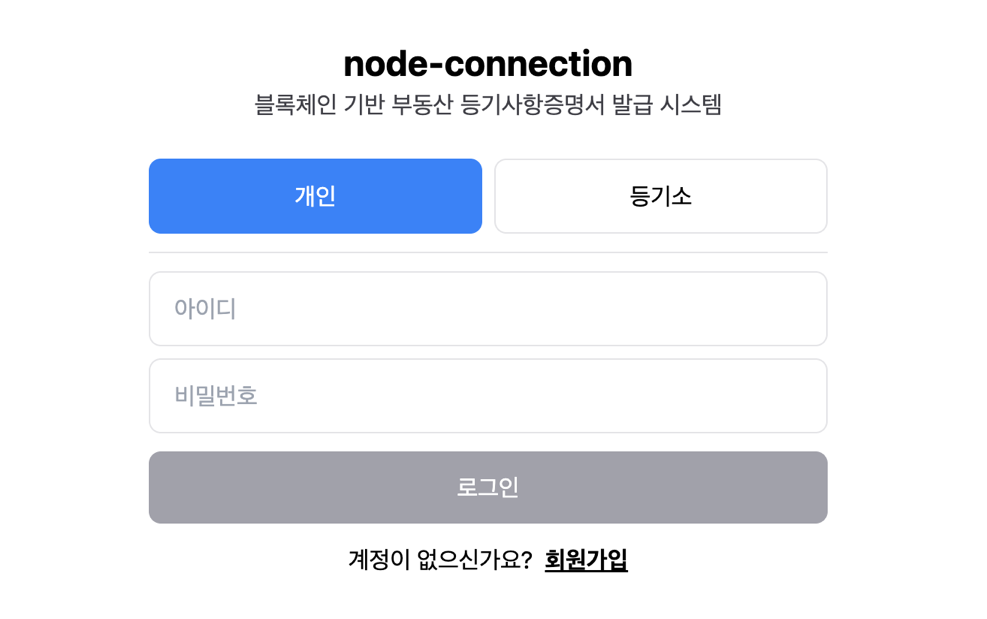 node-connection
블록체인 기반 부동산 등기사항증명서 발급 시스템
개인
등기소
아이디
비밀번호
로그인
계정이 없으신가요? 회원가입